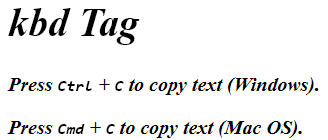 kbd Tag
Press Ctrl + C to copy text (Windows).
Press Cmd + C to copy text (Mac OS).